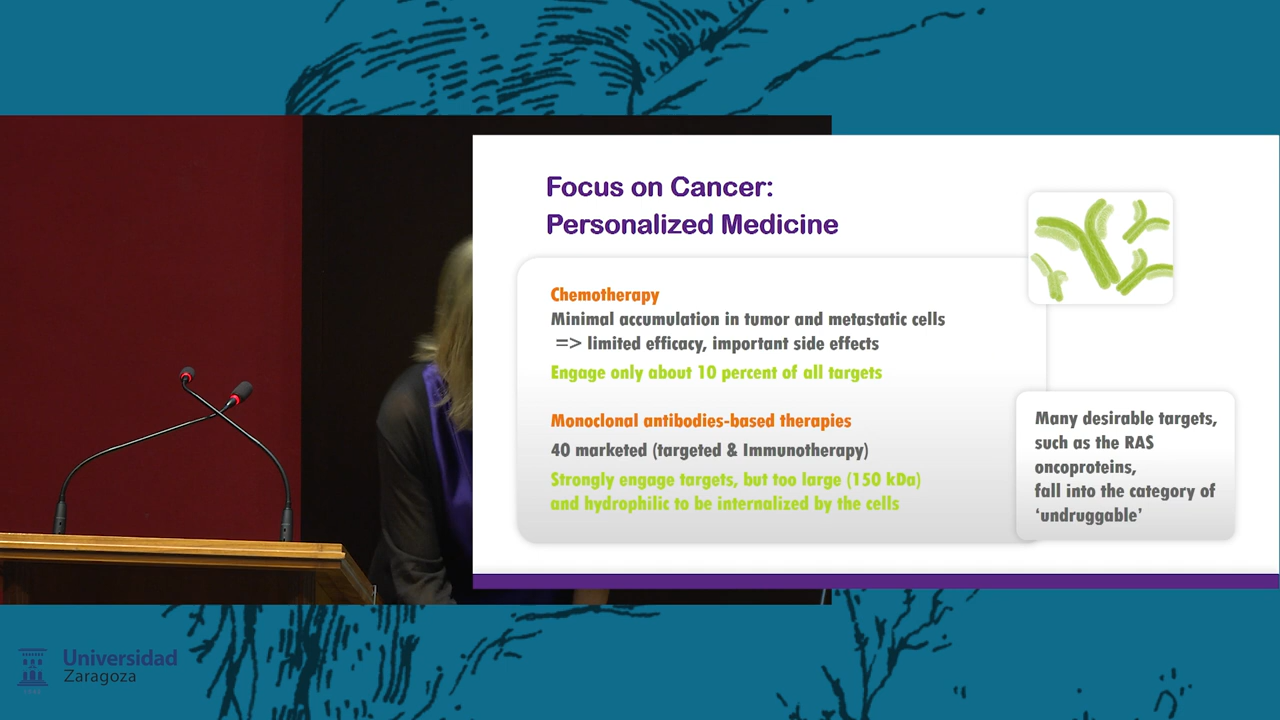 Focus on Cancer:
Personalized Medicine
Chemotherapy
Minimal accumulation in tumor and metastatic cells
=> limited efficacy, important side effects
Engage only about 10 percent of all targets
Monoclonal antibodies-based therapies
40 marketed (targeted & Immunotherapy)
Strongly engage targets, but too large (150 kDa)
and hydrophilic to be internalized by the cells
Many desirable targets,
such as the RAS
oncoproteins,
fall into the category of
‘undruggable’
Universidad
Zaragoza